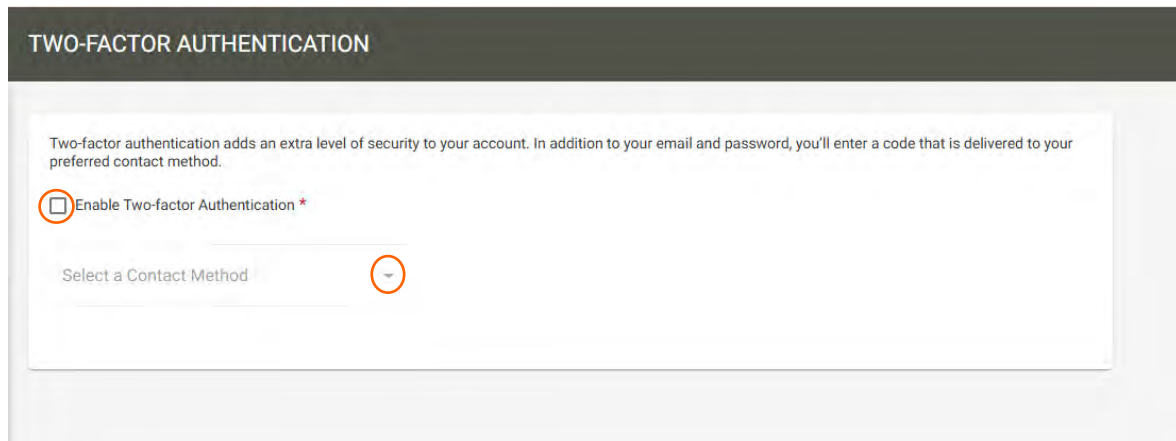 TWO-FACTOR AUTHENTICATION
Two-factor authentication adds an extra level of security to your account. In addition to your email and password, you'll enter a code that is delivered to your
preferred contact method.
Enable Two-factor Authentication *
Select a Contact Method